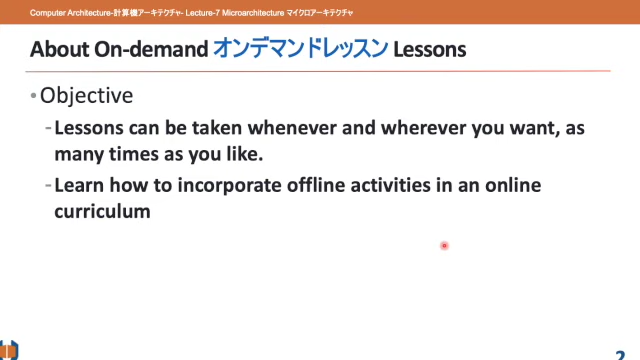 Computer Architecture-計算機アーキテクチャ- Lecture-7 Microarchitecture マイクロアーキテクチャ
About On-demand オンデマンドレッスン Lessons
• Objective
- Lessons can be taken whenever and wherever you want, as
many times as you like.
- Learn how to incorporate offline activities in an online
curriculum
2